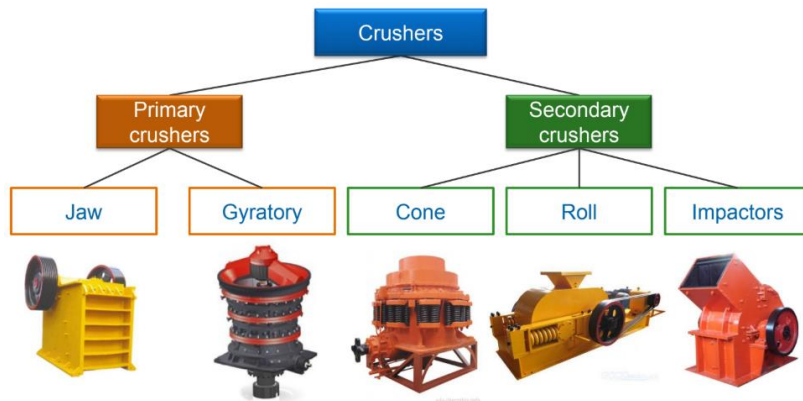 Crushers
Primary
crushers
Secondary
crushers
Jaw
Gyratory
Cone
Roll
Impactors